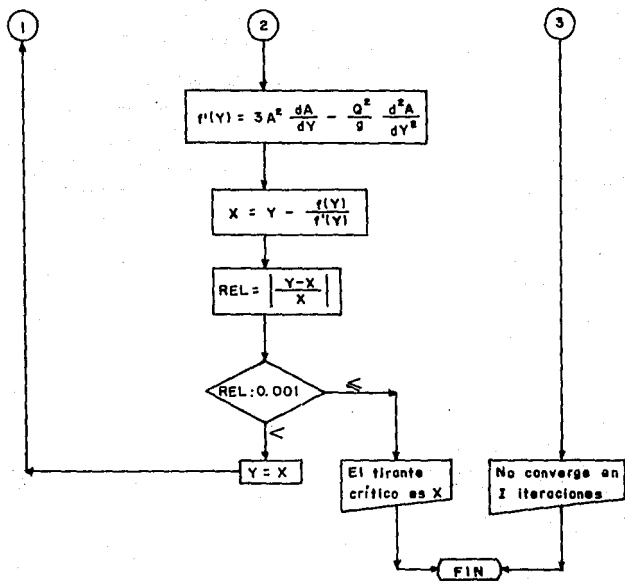 1
2
3
f'(Y) = 3A² dA/dY - Q²/g d²A/dY²
X = Y - f(Y)/f'(Y)
REL = |Y-X/X|
REL:0.001
≤
<
Y = X
El tirante
crítico es X
No converge en
I iteraciones
FIN